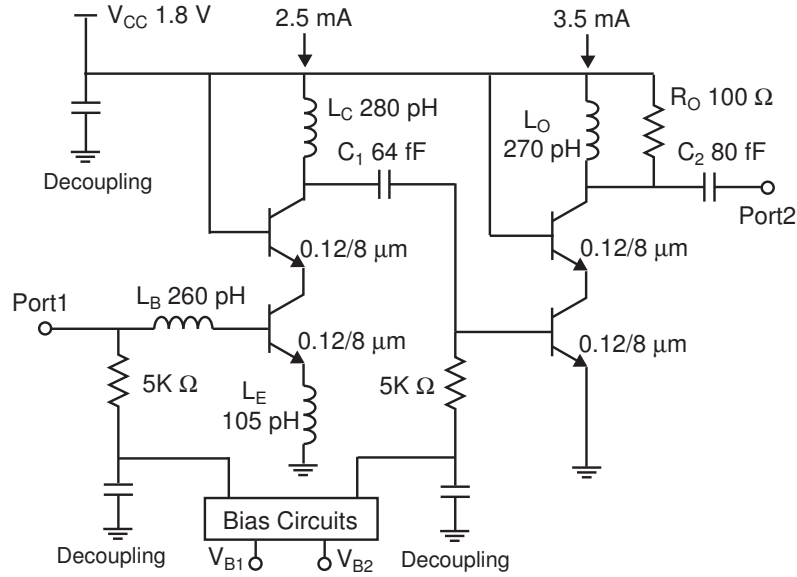 V_CC 1.8 V
2.5 mA
3.5 mA
L_C 280 pH
L_O
270 pH
R_O 100 Ω
C_1 64 fF
C_2 80 fF
Decoupling
Port2
0.12/8 μm
0.12/8 μm
Port1
L_B 260 pH
0.12/8 μm
0.12/8 μm
5K Ω
L_E
105 pH
5K Ω
Bias Circuits
Decoupling
V_B1
V_B2
Decoupling